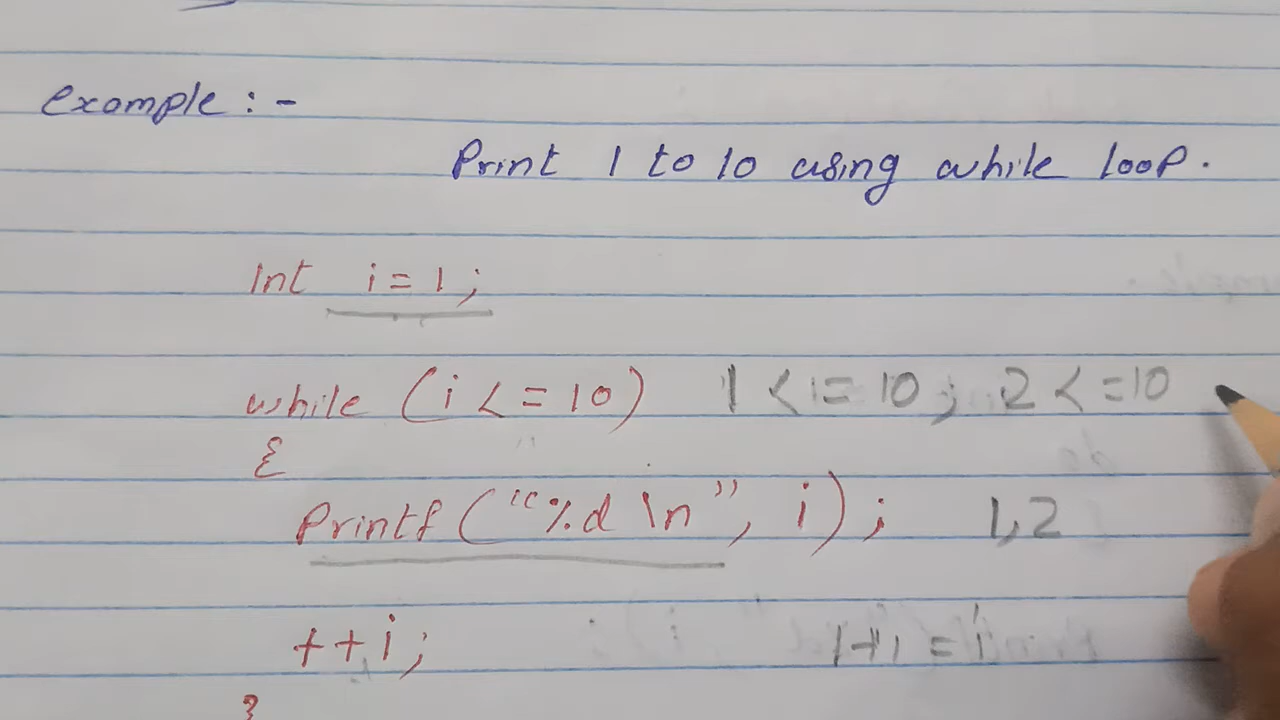 example : -
Print 1 to 10 using while loop.
Int i = 1 ;
while ( i < = 10 ) 1 < 1 = 10 ; 2 < = 10
{
Printf ( "%d \n" , i ) ; 1, 2
+ + i ;
}